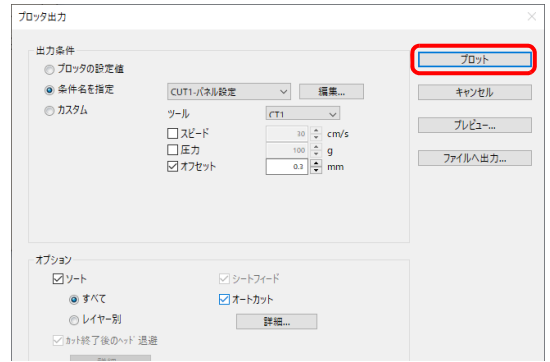 プロッタ出力
出力条件
プロッタの設定値
条件名を指定
CUT1-パネル設定
編集...
カスタム
ツール
CT1
スピード
30
cm/s
圧力
100
g
オフセット
0.3
mm
プロット
キャンセル
プレビュー...
ファイルへ出力...
オプション
ソート
すべて
レイヤー別
カット終了後のヘッド退避
シートフィード
オートカット
詳細...